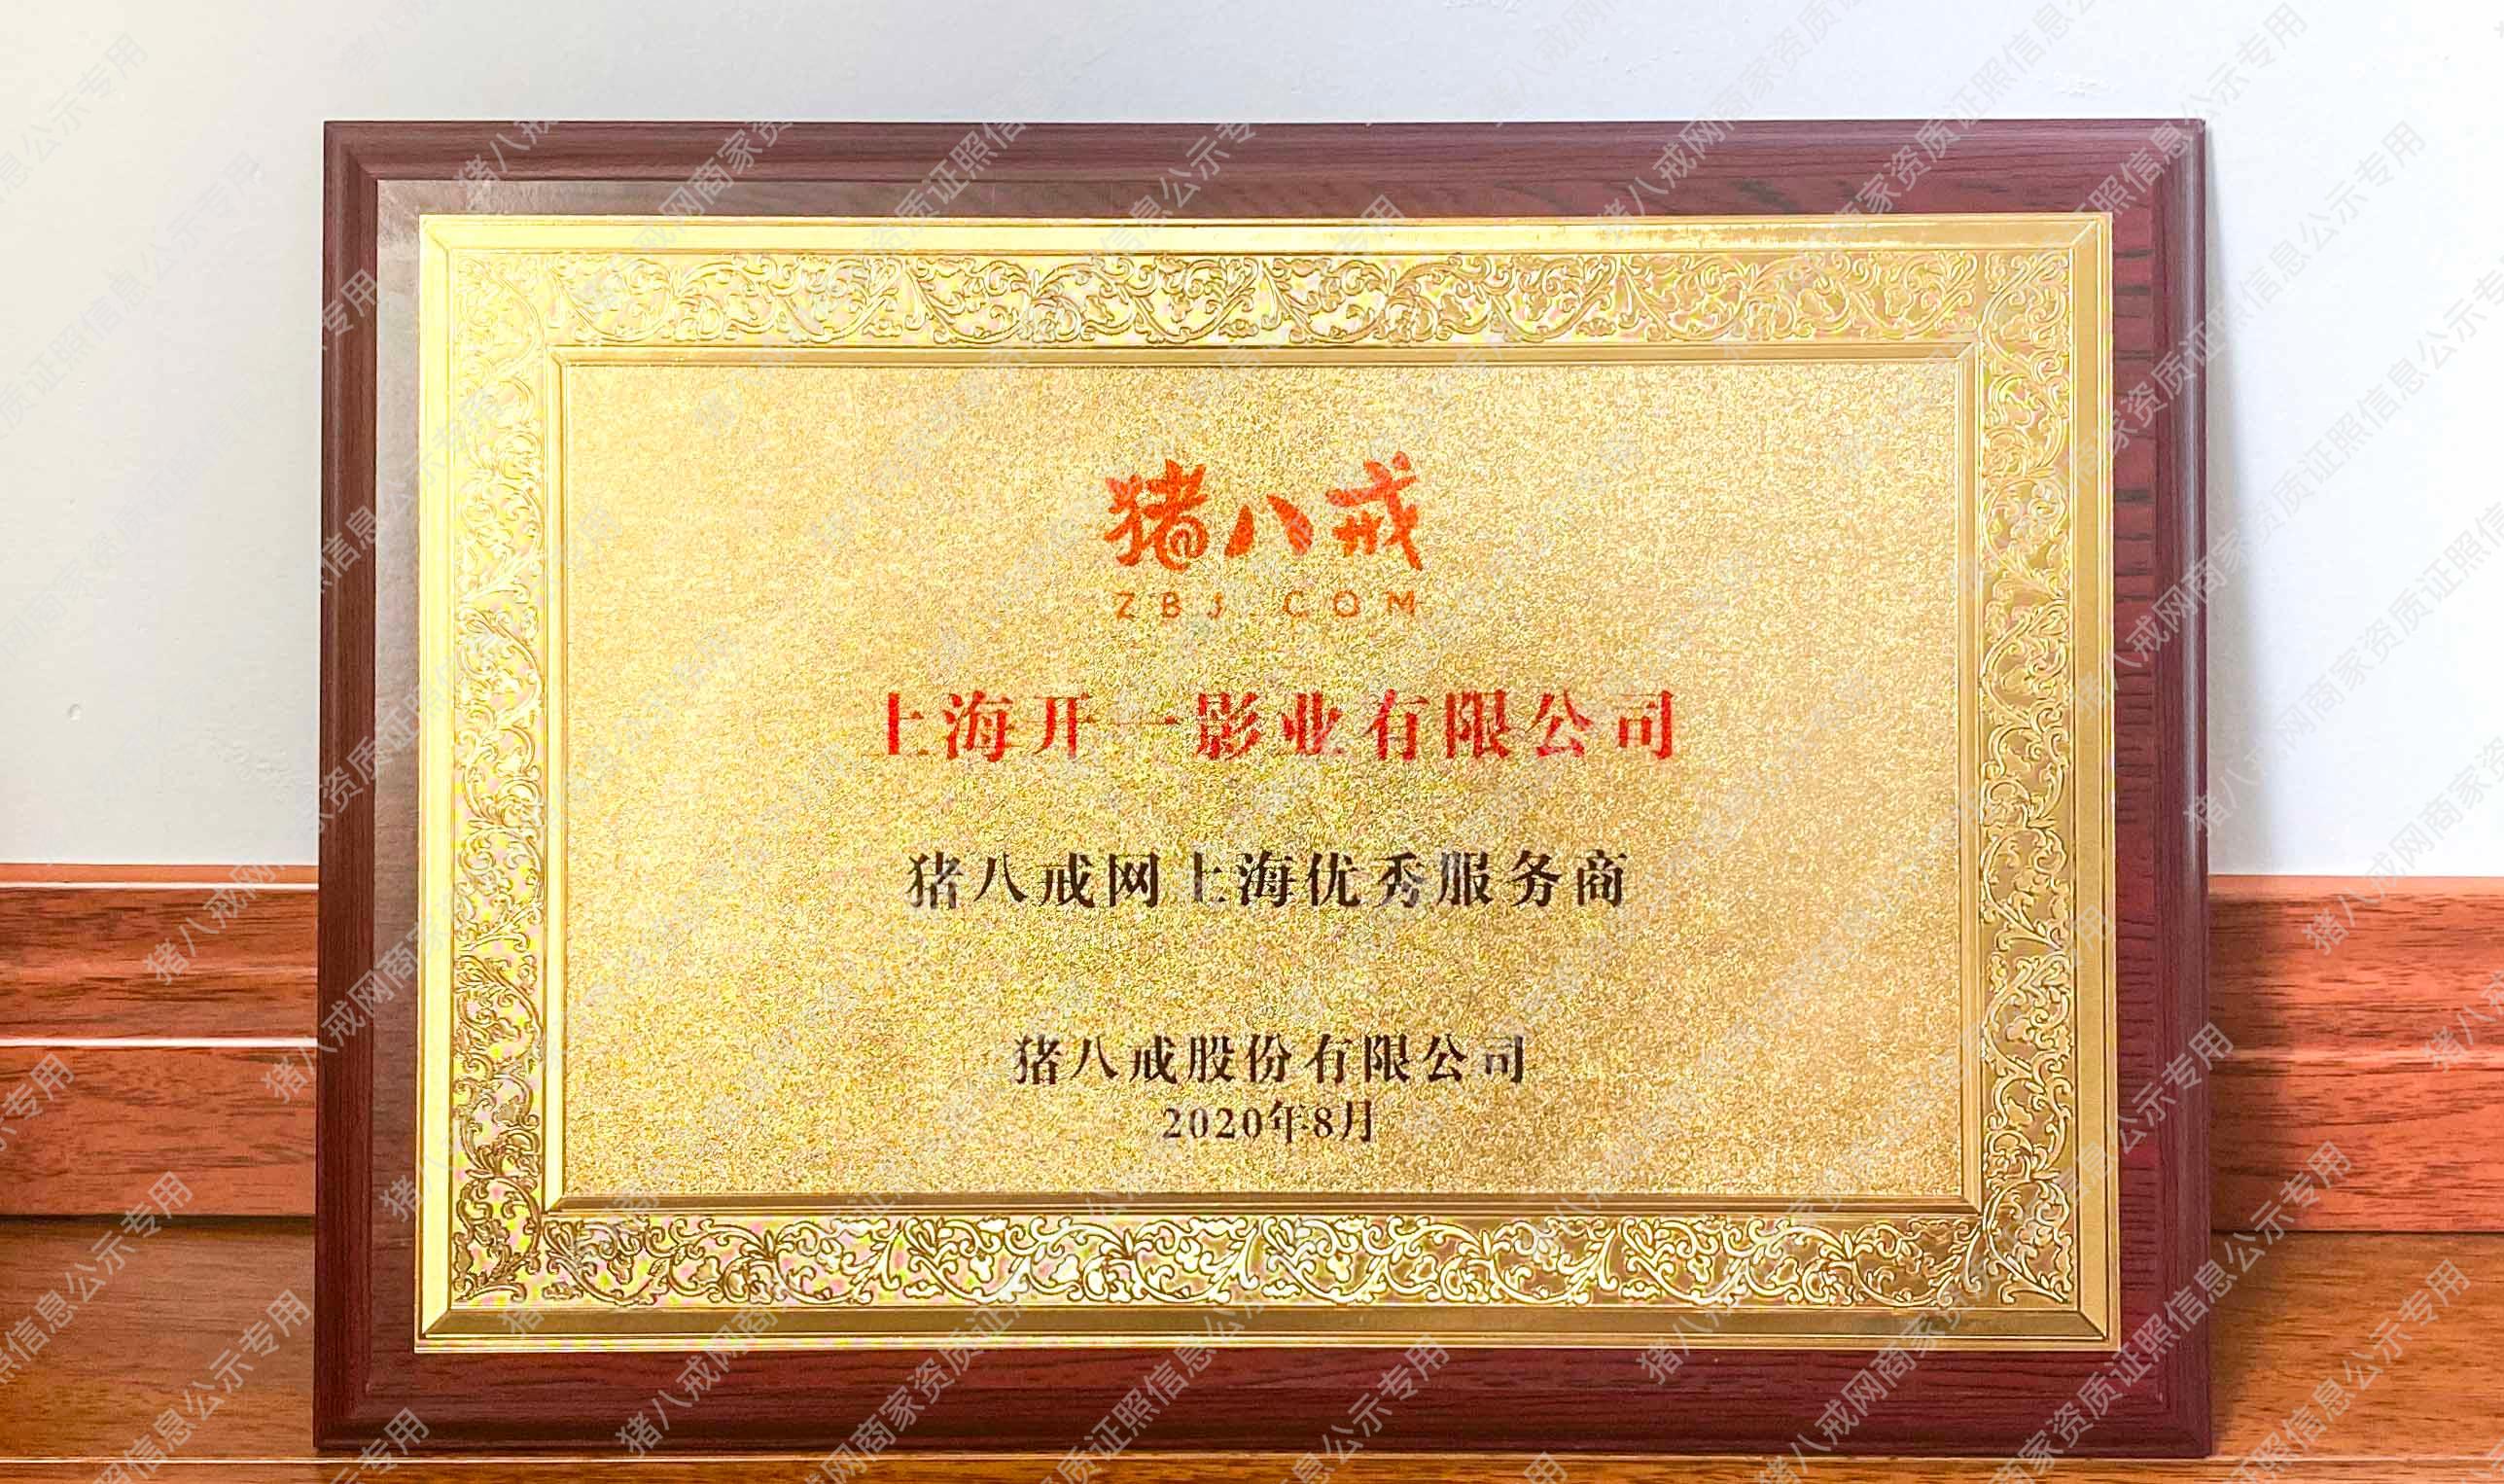 猪八戒
ZBJ.COM
上海开一影业有限公司
猪八戒网上海优秀服务商
猪八戒股份有限公司
2020年8月
猪八戒网商家资质证照信息公示专用